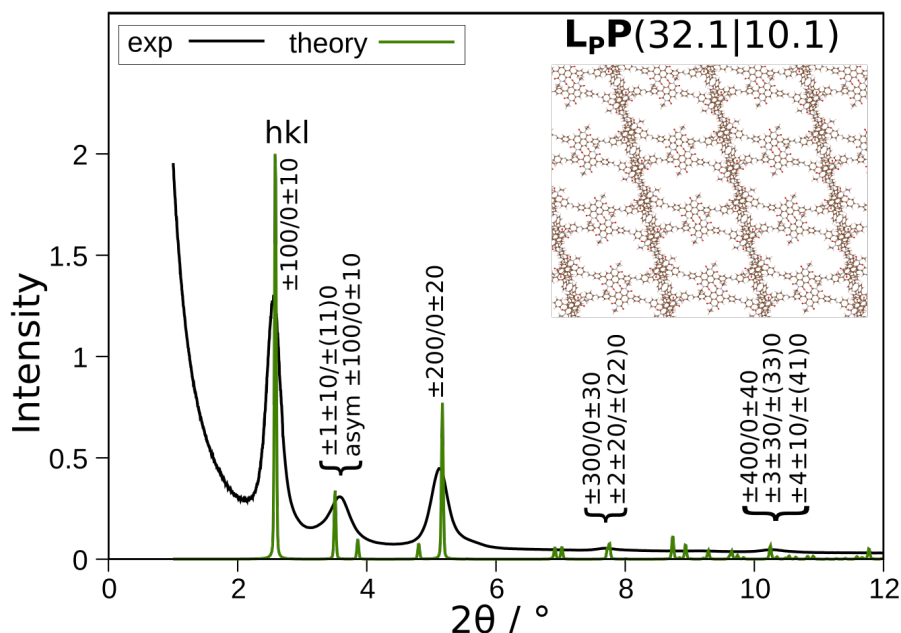 exp theory
L_PP(32.1|10.1)
hkl
±100/0±10
±1±10/±(11)0
asym ±100/0±10
±200/0±20
±300/0±30
±2±20/±(22)0
±400/0±40
±3±30/±(33)0
±4±10/±(41)0
Intensity
2
1.5
1
0.5
0
0 2 4 6 8 10 12
2θ / °